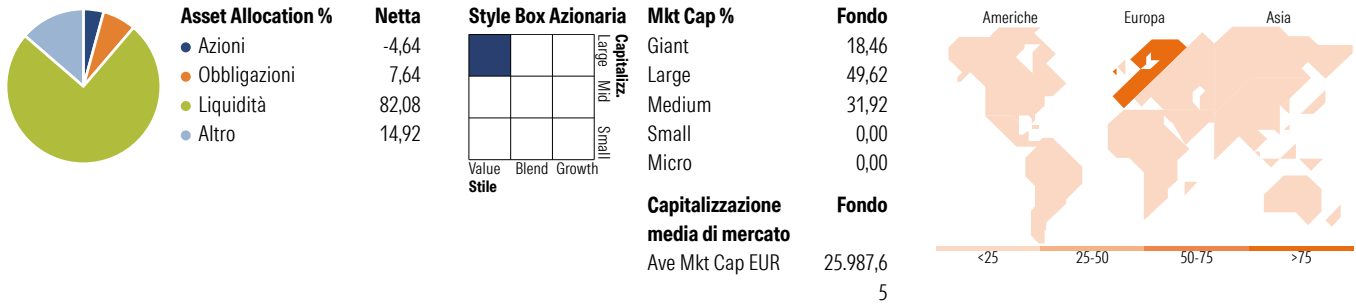 Asset Allocation % Netta
Azioni -4,64
Obbligazioni 7,64
Liquidità 82,08
Altro 14,92
Style Box Azionaria
Capitalizz.
Large
Mid
Small
Value Blend Growth
Stile
Mkt Cap % Fondo
Giant 18,46
Large 49,62
Medium 31,92
Small 0,00
Micro 0,00
Capitalizzazione Fondo
media di mercato
Ave Mkt Cap EUR 25.987,6
5
Americhe Europa Asia
<25 25-50 50-75 >75